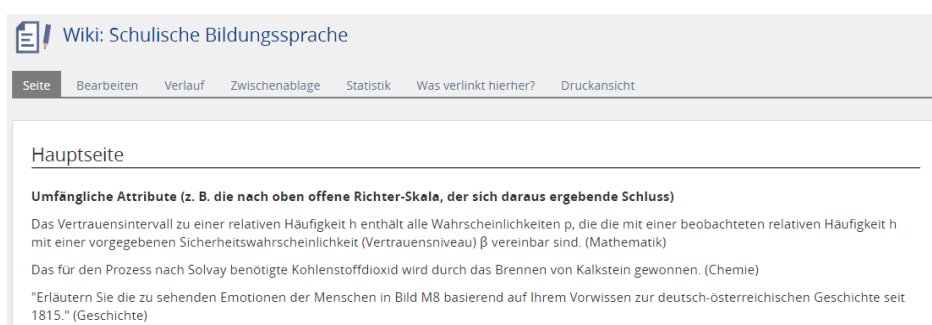 Wiki: Schulische Bildungssprache
Seite Bearbeiten Verlauf Zwischenablage Statistik Was verlinkt hierher? Druckansicht
Hauptseite
Umfängliche Attribute (z. B. die nach oben offene Richter-Skala, der sich daraus ergebende Schluss)
Das Vertrauensintervall zu einer relativen Häufigkeit h enthält alle Wahrscheinlichkeiten p, die die mit einer beobachteten relativen Häufigkeit h
mit einer vorgegebenen Sicherheitswahrscheinlichkeit (Vertrauensniveau) β vereinbar sind. (Mathematik)
Das für den Prozess nach Solvay benötigte Kohlenstoffdioxid wird durch das Brennen von Kalkstein gewonnen. (Chemie)
"Erläutern Sie die zu sehenden Emotionen der Menschen in Bild M8 basierend auf Ihrem Vorwissen zur deutsch-österreichischen Geschichte seit
1815." (Geschichte)